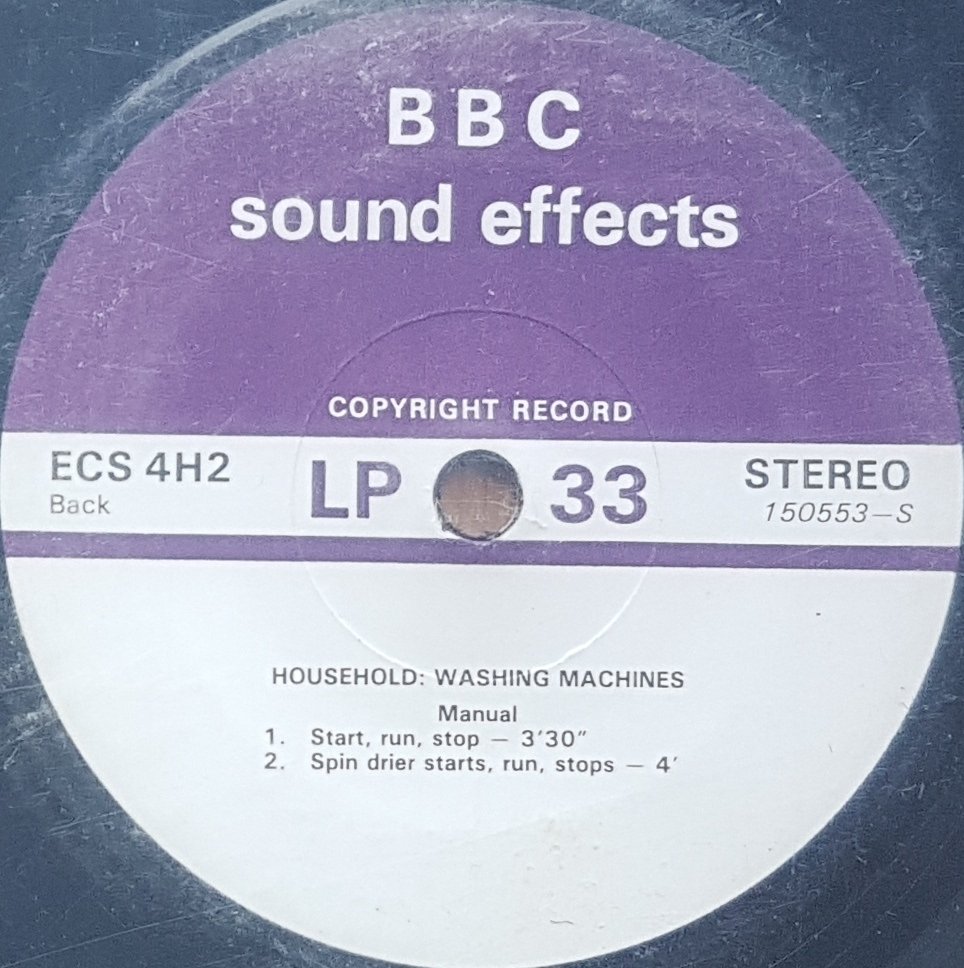 BBC
sound effects
COPYRIGHT RECORD
ECS 4H2
Back
LP 33
STEREO
150553–S
HOUSEHOLD: WASHING MACHINES
Manual
1. Start, run, stop – 3′30″
2. Spin drier starts, run, stops – 4′